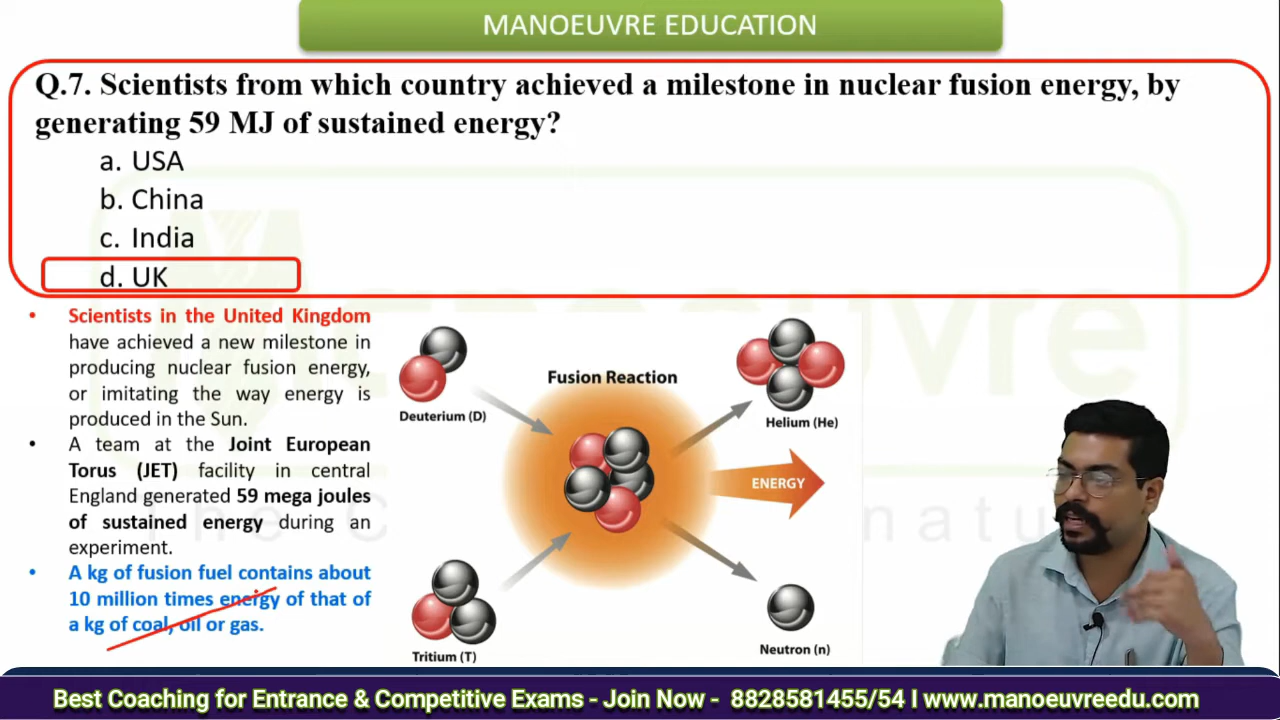 MANOEUVRE EDUCATION
Q.7. Scientists from which country achieved a milestone in nuclear fusion energy, by
generating 59 MJ of sustained energy?
a. USA
b. China
c. India
d. UK
• Scientists in the United Kingdom
have achieved a new milestone in
producing nuclear fusion energy,
or imitating the way energy is
produced in the Sun.
• A team at the Joint European
Torus (JET) facility in central
England generated 59 mega joules
of sustained energy during an
experiment.
• A kg of fusion fuel contains about
10 million times energy of that of
a kg of coal, oil or gas.
Fusion Reaction
Deuterium (D)
Helium (He)
ENERGY
Tritium (T)
Neutron (n)
Best Coaching for Entrance & Competitive Exams - Join Now - 8828581455/54 I www.manoeuvreedu.com